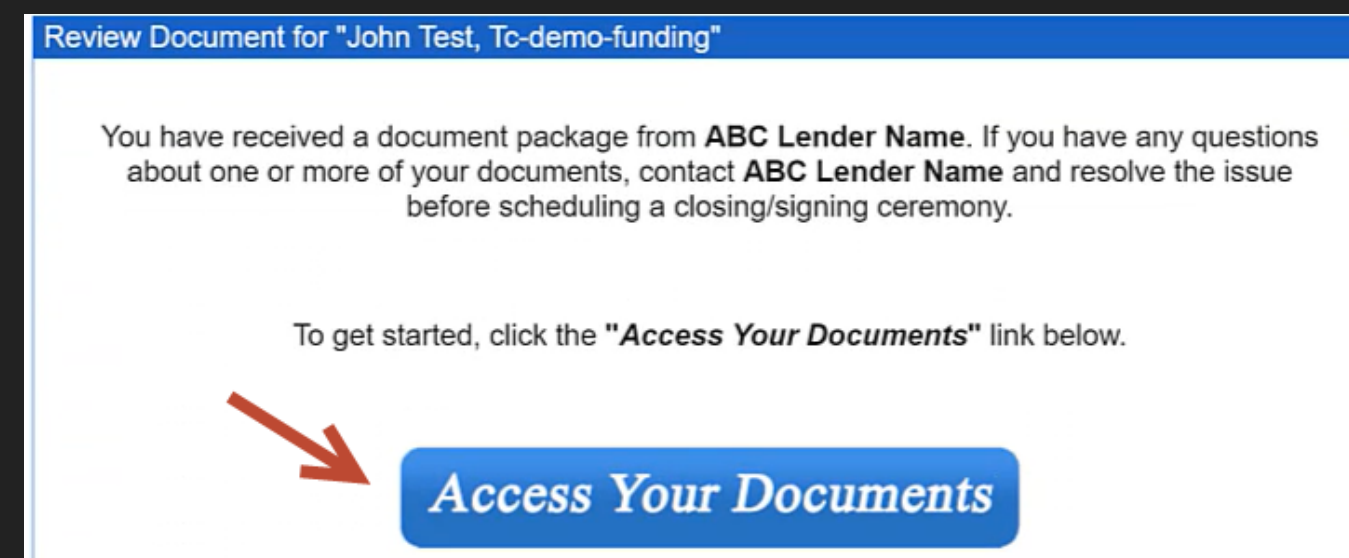 Review Document for "John Test, Tc-demo-funding"
You have received a document package from ABC Lender Name. If you have any questions
about one or more of your documents, contact ABC Lender Name and resolve the issue
before scheduling a closing/signing ceremony.
To get started, click the "Access Your Documents" link below.
Access Your Documents